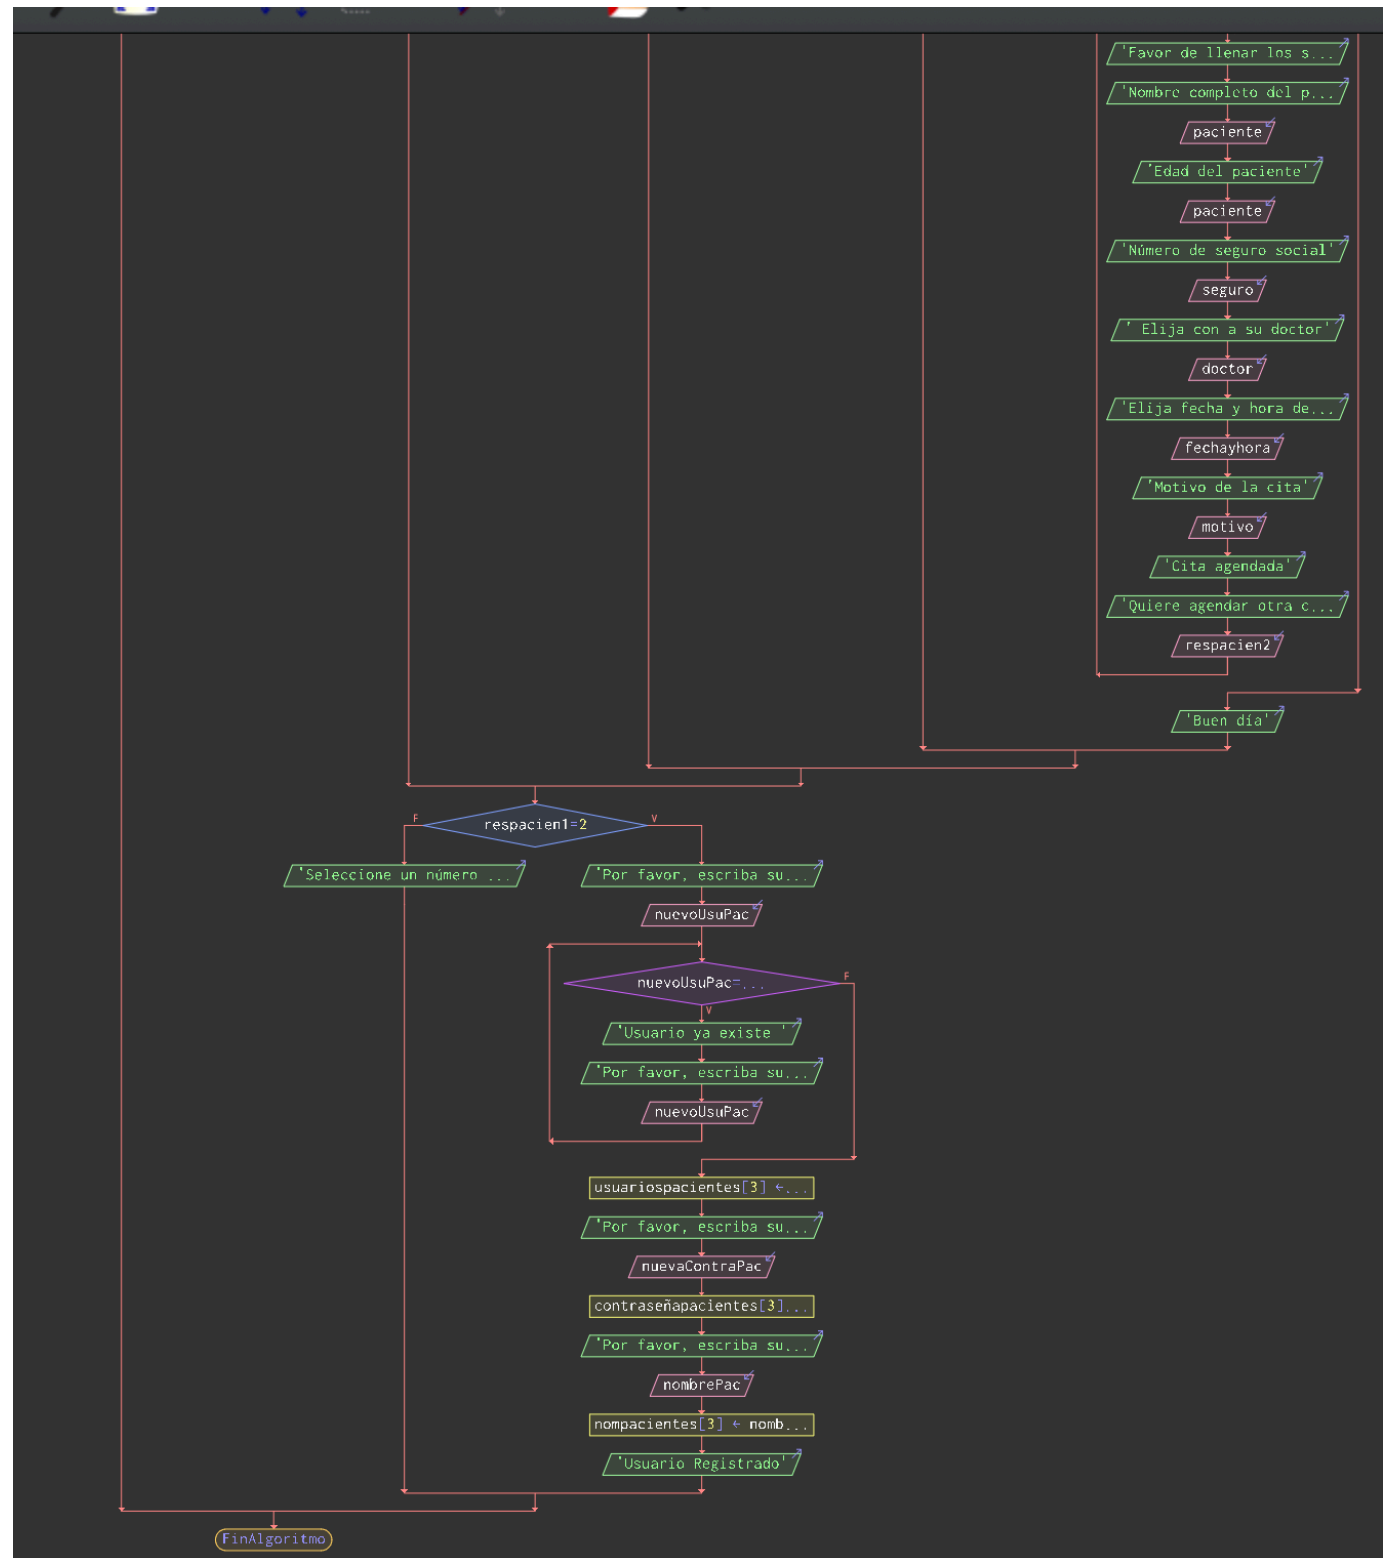 'Favor de llenar los s...
'Nombre completo del p...
paciente
'Edad del paciente'
paciente
'Número de seguro social'
seguro
' Elija con a su doctor'
doctor
'Elija fecha y hora de...
fechayhora
'Motivo de la cita'
motivo
'Cita agendada'
'Quiere agendar otra c...
respacien2
'Buen día'
F
respacien1=2
V
'Seleccione un número ...
'Por favor, escriba su...
nuevoUsuPac
nuevoUsuPac=...
F
V
'Usuario ya existe '
'Por favor, escriba su...
nuevoUsuPac
usuariospacientes[3] ←...
'Por favor, escriba su...
nuevaContraPac
contraseñapacientes[3]...
'Por favor, escriba su...
nombrePac
nompacientes[3] ← nomb...
'Usuario Registrado'
FinAlgoritmo